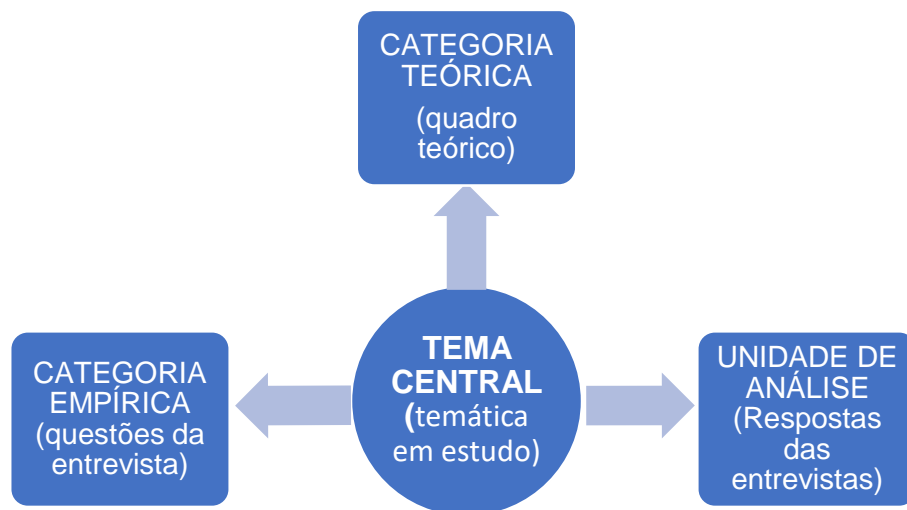 CATEGORIA
TEÓRICA
(quadro
teórico)
CATEGORIA
EMPÍRICA
(questões da
entrevista)
TEMA
CENTRAL
(temática
em estudo)
UNIDADE DE
ANÁLISE
(Respostas
das
entrevistas)